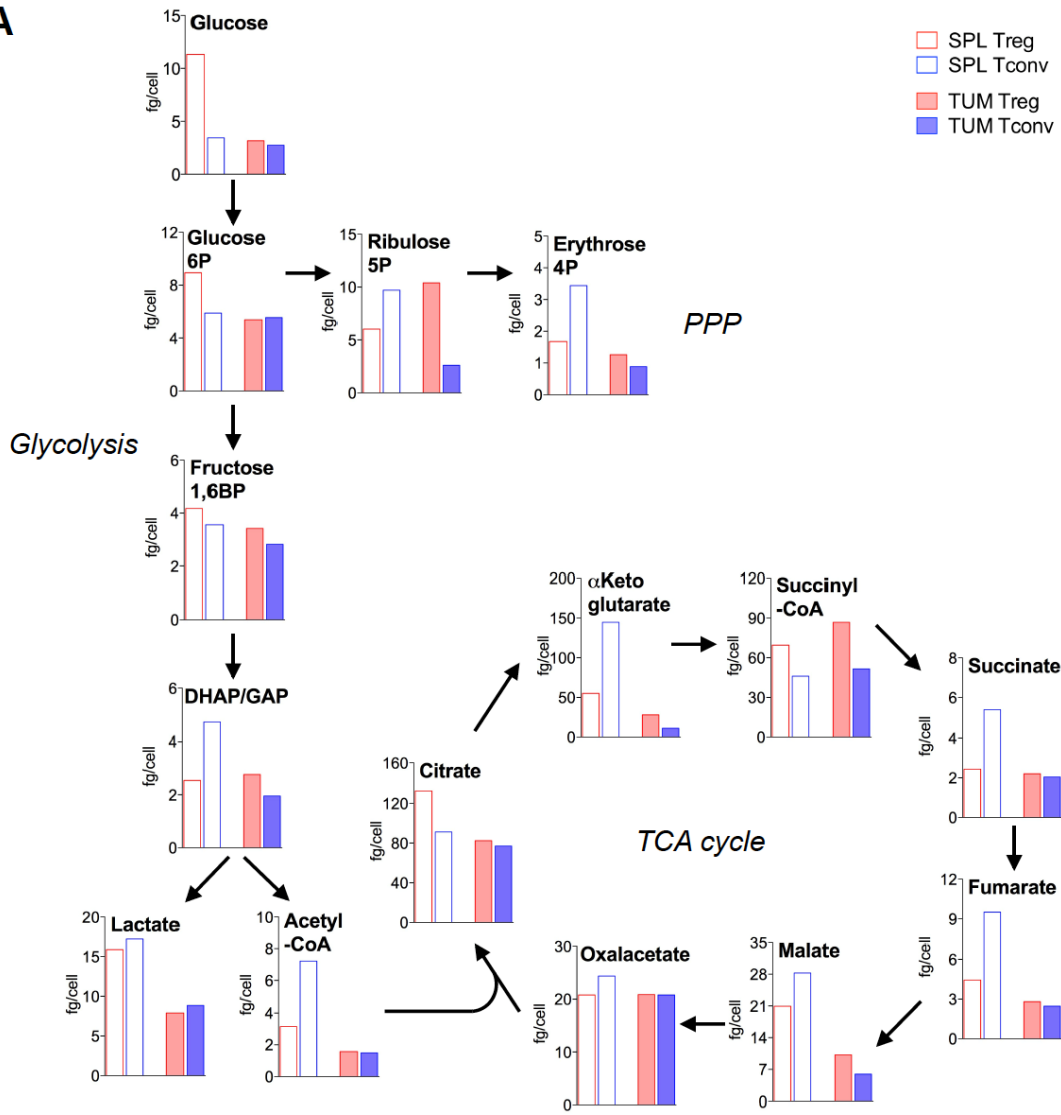 A
SPL Treg
SPL Tconv
TUM Treg
TUM Tconv
Glucose
fg/cell
15
10
5
0
Glucose
6P
fg/cell
12
8
4
0
Ribulose
5P
fg/cell
15
10
5
0
Erythrose
4P
fg/cell
5
4
3
2
1
0
PPP
Glycolysis
Fructose
1,6BP
fg/cell
6
4
2
0
DHAP/GAP
fg/cell
6
4
2
0
Lactate
fg/cell
20
15
10
5
0
Acetyl
-CoA
fg/cell
10
8
6
4
2
0
Citrate
fg/cell
160
120
80
40
0
αKeto
glutarate
fg/cell
200
150
100
50
0
Succinyl
-CoA
fg/cell
120
90
60
30
0
Succinate
fg/cell
8
6
4
2
0
TCA cycle
Fumarate
fg/cell
12
9
6
3
0
Malate
fg/cell
35
28
21
14
7
0
Oxalacetate
fg/cell
30
20
10
0